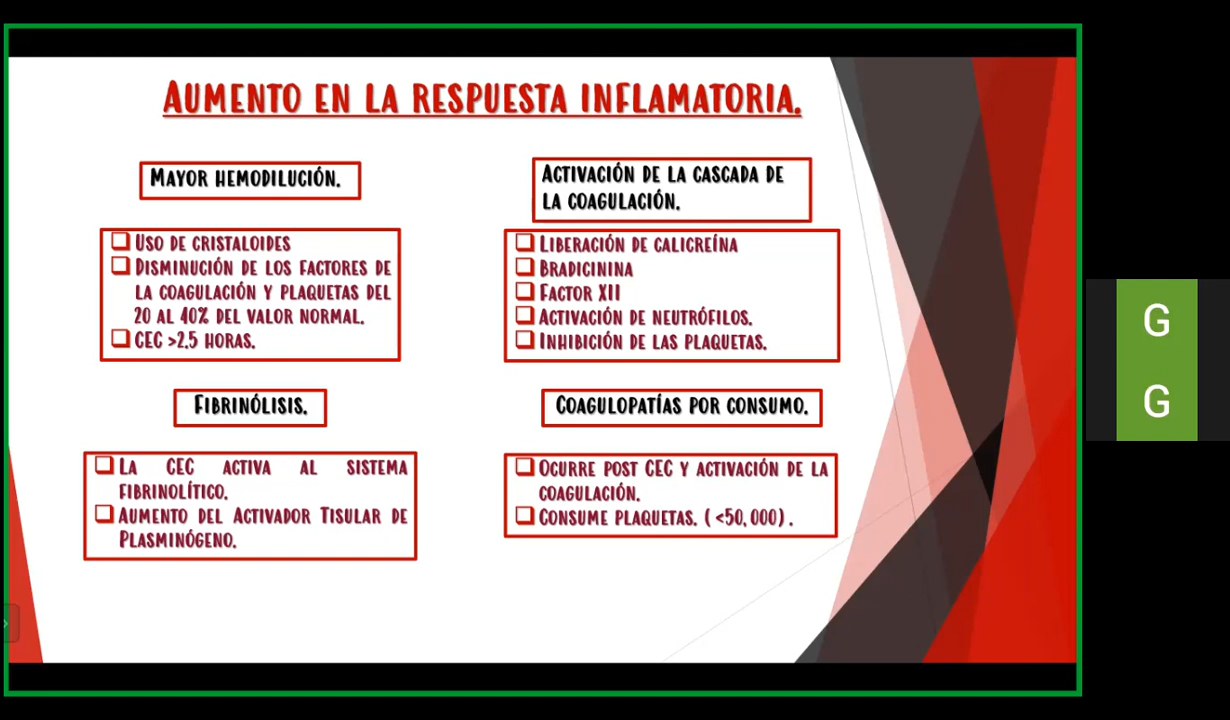 AUMENTO EN LA RESPUESTA INFLAMATORIA.
MAYOR HEMODILUCIÓN.
USO DE CRISTALOIDES
DISMINUCIÓN DE LOS FACTORES DE
LA COAGULACIÓN Y PLAQUETAS DEL
20 AL 40% DEL VALOR NORMAL.
CEC >2.5 HORAS.
ACTIVACIÓN DE LA CASCADA DE
LA COAGULACIÓN.
LIBERACIÓN DE CALICREÍNA
BRADICININA
FACTOR XII
ACTIVACIÓN DE NEUTRÓFILOS.
INHIBICIÓN DE LAS PLAQUETAS.
FIBRINÓLISIS.
LA CEC ACTIVA AL SISTEMA
FIBRINOLÍTICO.
AUMENTO DEL ACTIVADOR TISULAR DE
PLASMINÓGENO.
COAGULOPATÍAS POR CONSUMO.
OCURRE POST CEC Y ACTIVACIÓN DE LA
COAGULACIÓN.
CONSUME PLAQUETAS. (<50,000).
G
G